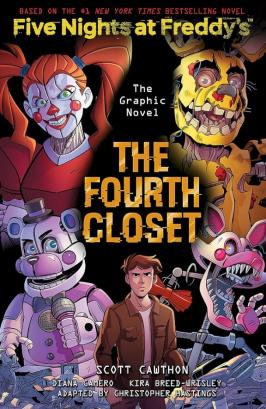 BASED ON THE #1 NEW YORK TIMES BESTSELLING NOVEL
Five Nights at Freddy's™
The
Graphic
Novel
THE
FOURTH
CLOSET
SCOTT CAWTHON
DIANA CAMERO KIRA BREED-WRISLEY
ADAPTED BY CHRISTOPHER HASTINGS